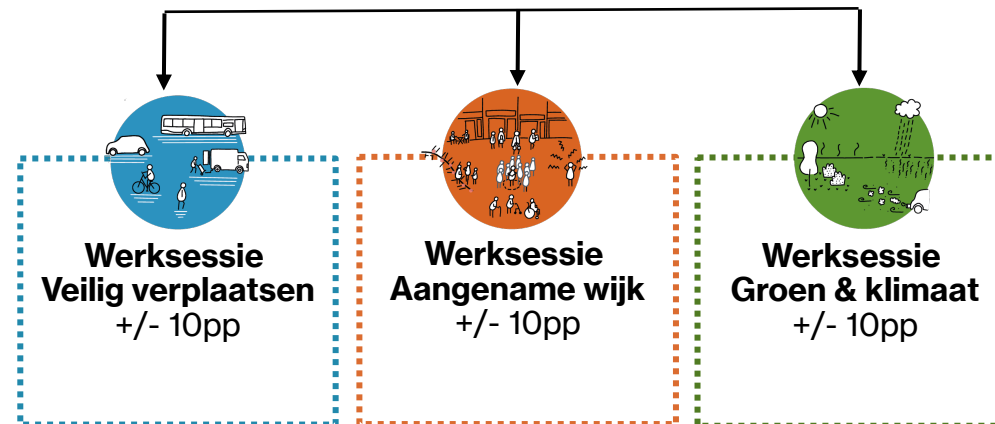 Werksessie
Veilig verplaatsen
+/- 10pp
Werksessie
Aangename wijk
+/- 10pp
Werksessie
Groen & klimaat
+/- 10pp